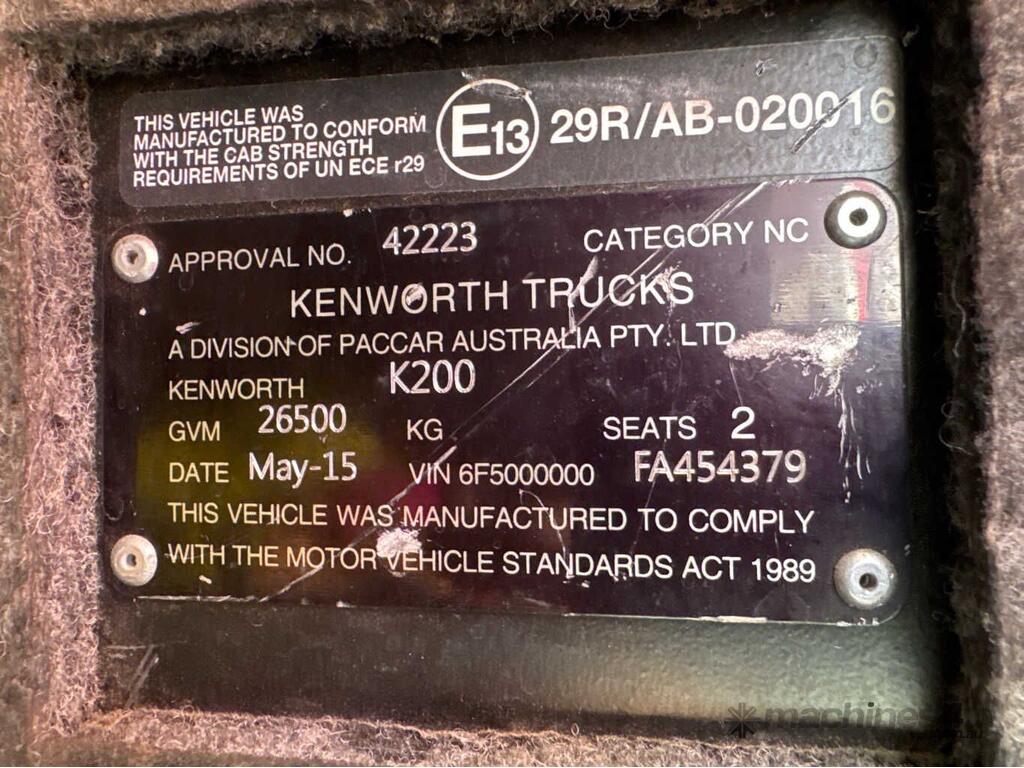 THIS VEHICLE WAS
MANUFACTURED TO CONFORM
WITH THE CAB STRENGTH
REQUIREMENTS OF UN ECE r29
E13 29R/AB-020016
APPROVAL NO. 42223 CATEGORY NC
KENWORTH TRUCKS
A DIVISION OF PACCAR AUSTRALIA PTY. LTD
KENWORTH K200
GVM 26500 KG SEATS 2
DATE May-15 VIN 6F5000000 FA454379
THIS VEHICLE WAS MANUFACTURED TO COMPLY
WITH THE MOTOR VEHICLE STANDARDS ACT 1989